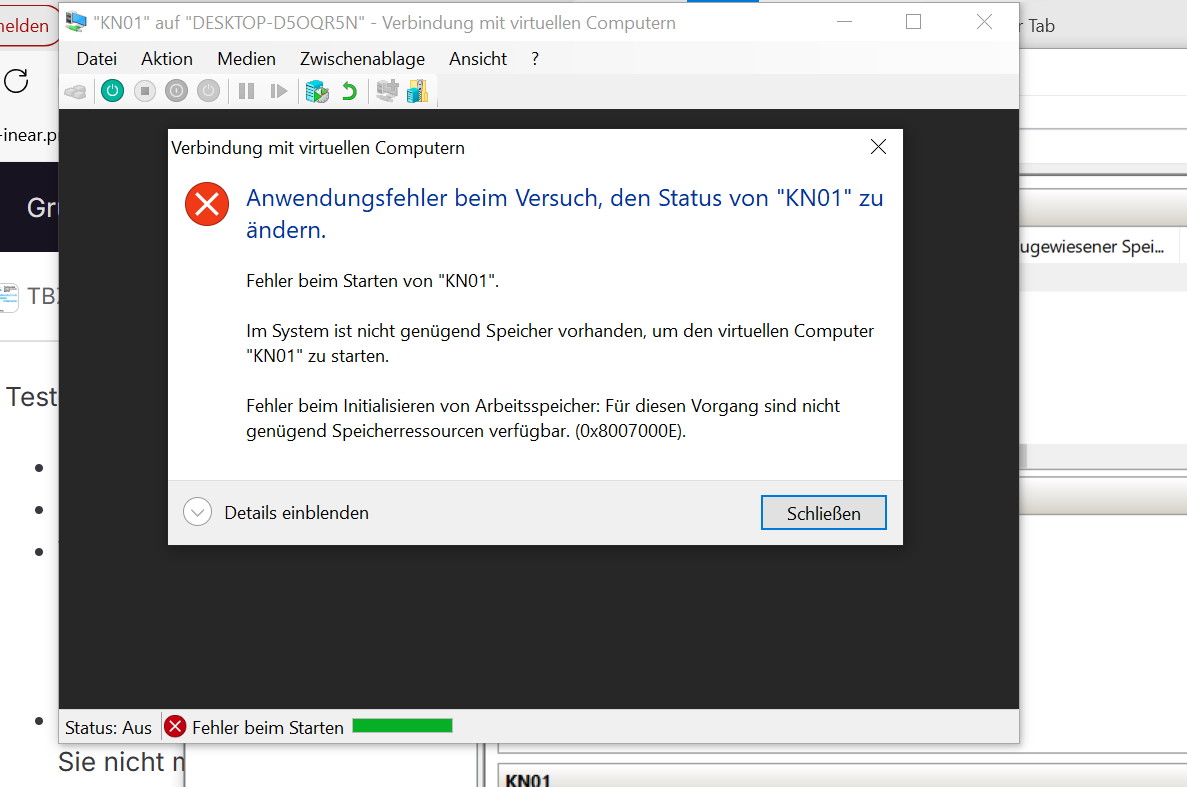 "KN01" auf "DESKTOP-D5OQR5N" - Verbindung mit virtuellen Computern
nelden
r Tab
Datei Aktion Medien Zwischenablage Ansicht ?
-inear.p
Verbindung mit virtuellen Computern
Anwendungsfehler beim Versuch, den Status von "KN01" zu
ändern.
Gr
ugewiesener Spei...
Fehler beim Starten von "KN01".
TBZ
Im System ist nicht genügend Speicher vorhanden, um den virtuellen Computer
"KN01" zu starten.
Test
Fehler beim Initialisieren von Arbeitsspeicher: Für diesen Vorgang sind nicht
genügend Speicherressourcen verfügbar. (0x8007000E).
Details einblenden
Schließen
Status: Aus Fehler beim Starten
Sie nicht
KN01